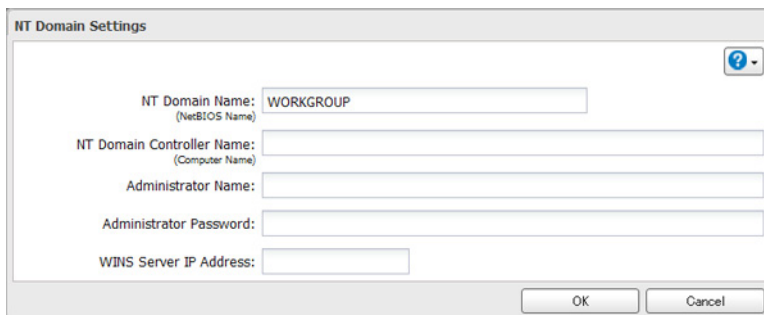 NT Domain Settings
?
NT Domain Name: WORKGROUP
(NetBIOS Name)
NT Domain Controller Name:
(Computer Name)
Administrator Name:
Administrator Password:
WINS Server IP Address:
OK Cancel